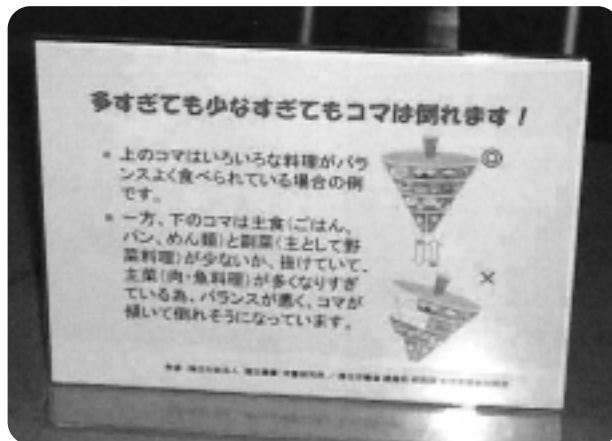 多すぎても少なすぎてもコマは倒れます！
▪ 上のコマはいろいろな料理がバラ
ンスよく食べられている場合の例
です。
◎
▪ 一方、下のコマは主食（ごはん、
パン、めん類）と副菜（主として野
菜料理）が少ないか、抜けていて、
主菜（肉・魚料理）が多くなりすぎ
ている為、バランスが悪く、コマが
傾いて倒れそうになっています。
×